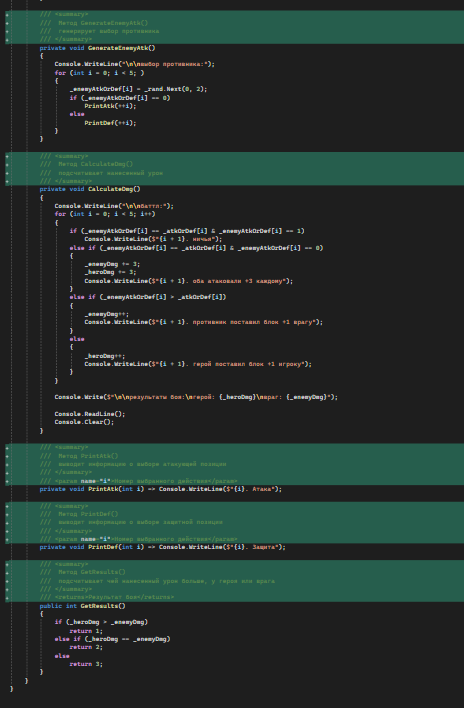 + /// <summary>
+ /// Метод GenerateEnemyAtk()
+ /// генерирует выбор противника
+ /// </summary>
private void GenerateEnemyAtk()
{
Console.WriteLine("\n\nвыбор противника:");
for (int i = 0; i < 5; )
{
_enemyAtkOrDef[i] = _rand.Next(0, 2);
if (_enemyAtkOrDef[i] == 0)
PrintAtk(++i);
else
PrintDef(++i);
}
}
+ /// <summary>
+ /// Метод CalculateDmg()
+ /// подсчитывает нанесенный урон
+ /// </summary>
private void CalculateDmg()
{
Console.WriteLine("\n\nбаттл:");
for (int i = 0; i < 5; i++)
{
if (_enemyAtkOrDef[i] == _atkOrDef[i] & _enemyAtkOrDef[i] == 1)
Console.WriteLine($"{i + 1}. ничья");
else if (_enemyAtkOrDef[i] == _atkOrDef[i] & _enemyAtkOrDef[i] == 0)
{
_enemyDmg += 3;
_heroDmg += 3;
Console.WriteLine($"{i + 1}. оба атаковали +3 каждому");
}
else if (_enemyAtkOrDef[i] > _atkOrDef[i])
{
_enemyDmg++;
Console.WriteLine($"{i + 1}. противник поставил блок +1 врагу");
}
else
{
_heroDmg++;
Console.WriteLine($"{i + 1}. герой поставил блок +1 игроку");
}
}
Console.Write($"\n\nрезультаты боя:\nгерой: {_heroDmg}\nвраг: {_enemyDmg}");
Console.ReadLine();
Console.Clear();
}
+ /// <summary>
+ /// Метод PrintAtk()
+ /// выводит информацию о выборе атакующей позиции
+ /// </summary>
+ /// <param name="i">Номер выбранного действия</param>
private void PrintAtk(int i) => Console.WriteLine($"{i}. Атака");
+ /// <summary>
+ /// Метод PrintDef()
+ /// выводит информацию о выборе защитной позиции
+ /// </summary>
+ /// <param name="i">Номер выбранного действия</param>
private void PrintDef(int i) => Console.WriteLine($"{i}. Защита");
+ /// <summary>
+ /// Метод GetResults()
+ /// подсчитывает чей нанесенный урон больше, у героя или врага
+ /// </summary>
+ /// <returns>Результат боя</returns>
public int GetResults()
{
if (_heroDmg > _enemyDmg)
return 1;
else if (_heroDmg == _enemyDmg)
return 2;
else
return 3;
}
}
}